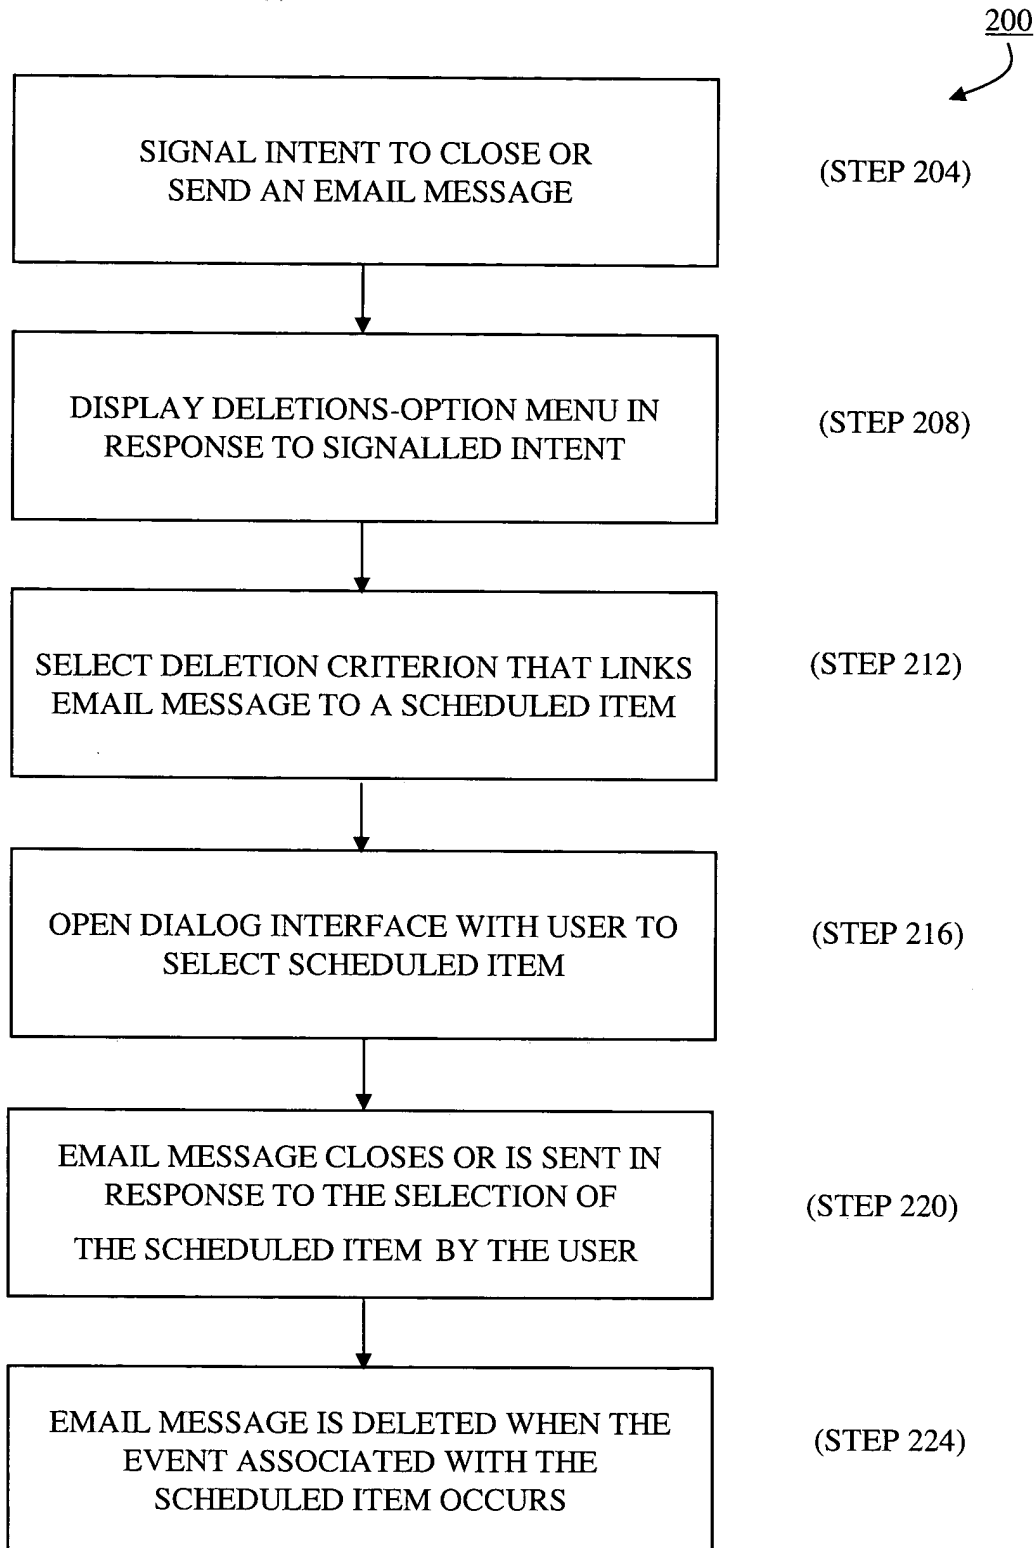 200
SIGNAL INTENT TO CLOSE OR
SEND AN EMAIL MESSAGE
(STEP 204)
DISPLAY DELETIONS-OPTION MENU IN
RESPONSE TO SIGNALLED INTENT
(STEP 208)
SELECT DELETION CRITERION THAT LINKS
EMAIL MESSAGE TO A SCHEDULED ITEM
(STEP 212)
OPEN DIALOG INTERFACE WITH USER TO
SELECT SCHEDULED ITEM
(STEP 216)
EMAIL MESSAGE CLOSES OR IS SENT IN
RESPONSE TO THE SELECTION OF
THE SCHEDULED ITEM BY THE USER
(STEP 220)
EMAIL MESSAGE IS DELETED WHEN THE
EVENT ASSOCIATED WITH THE
SCHEDULED ITEM OCCURS
(STEP 224)